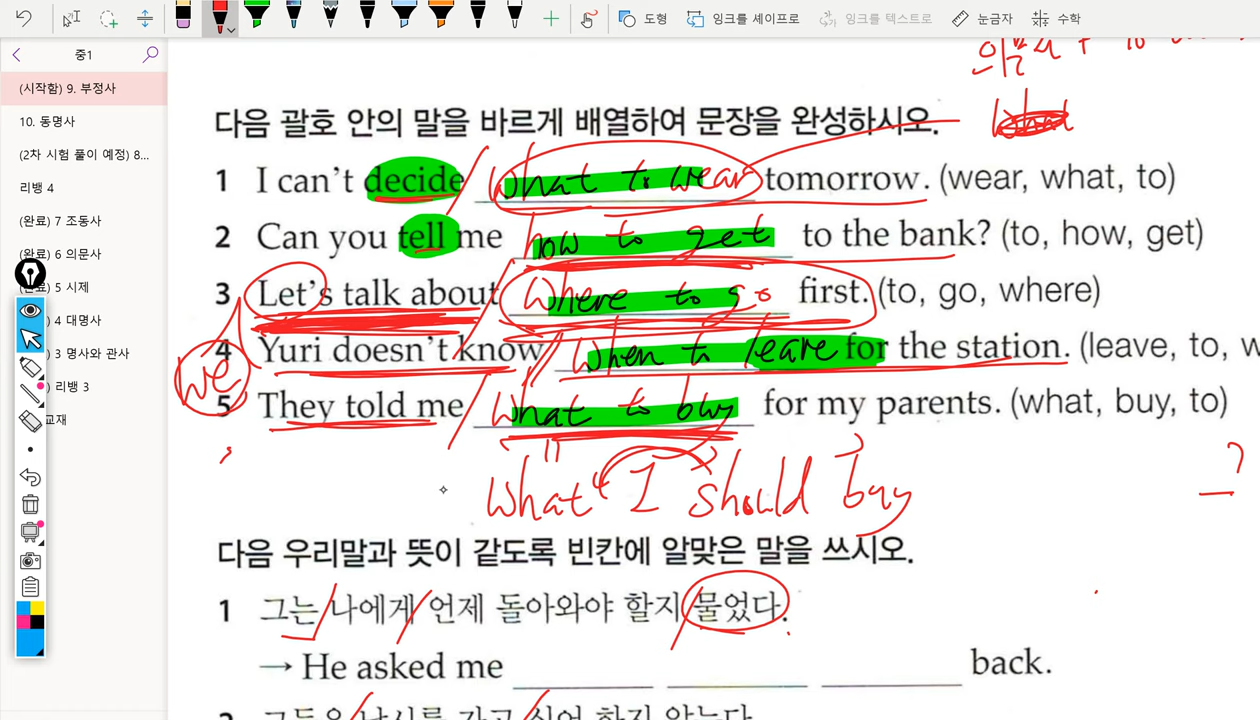 도형 잉크를 셰이프로 잉크를 텍스트로 눈금자 수학
중1
(시작함) 9. 부정사
10. 동명사
(2차 시험 풀이 예정) 8...
리뱅 4
(완료) 7 조동사
(완료) 6 의문사
5 시제
4 대명사
) 3 명사와 관사
) 리뱅 3
교재
의문사 + to
what
다음 괄호 안의 말을 바르게 배열하여 문장을 완성하시오.
1 I can't decide what to wear tomorrow. (wear, what, to)
2 Can you tell me how to get to the bank? (to, how, get)
3 Let's talk about where to go first. (to, go, where)
4 Yuri doesn't know when to leave for the station. (leave, to, w
we
5 They told me what to buy for my parents. (what, buy, to)
what I should buy
?
다음 우리말과 뜻이 같도록 빈칸에 알맞은 말을 쓰시오.
1 그는 나에게 언제 돌아와야 할지 물었다.
→ He asked me ____ ____ ____ back.